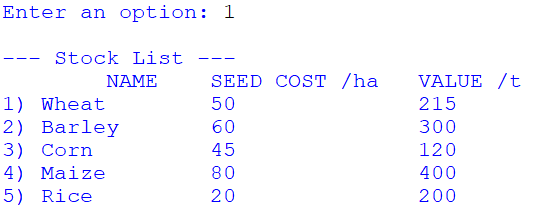 Enter an option: 1
--- Stock List ---
NAME SEED COST /ha VALUE /t
1) Wheat 50 215
2) Barley 60 300
3) Corn 45 120
4) Maize 80 400
5) Rice 20 200